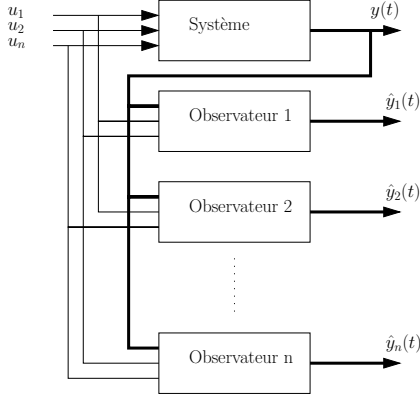 u₁
u₂
uₙ
Système
y(t)
Observateur 1
ŷ₁(t)
Observateur 2
ŷ₂(t)
Observateur n
ŷₙ(t)